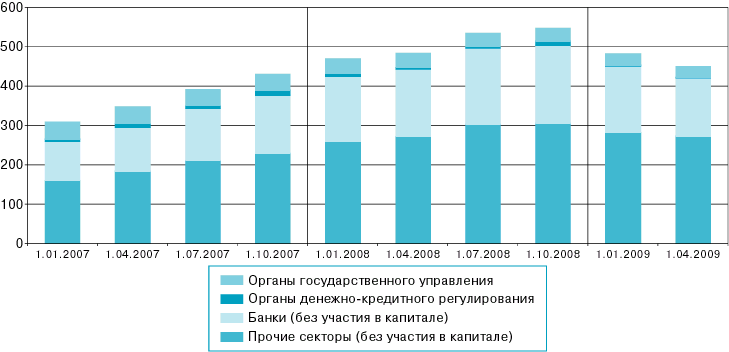 600
500
400
300
200
100
0
1.01.2007 1.04.2007 1.07.2007 1.10.2007 1.01.2008 1.04.2008 1.07.2008 1.10.2008 1.01.2009 1.04.2009
Органы государственного управления
Органы денежно-кредитного регулирования
Банки (без участия в капитале)
Прочие секторы (без участия в капитале)